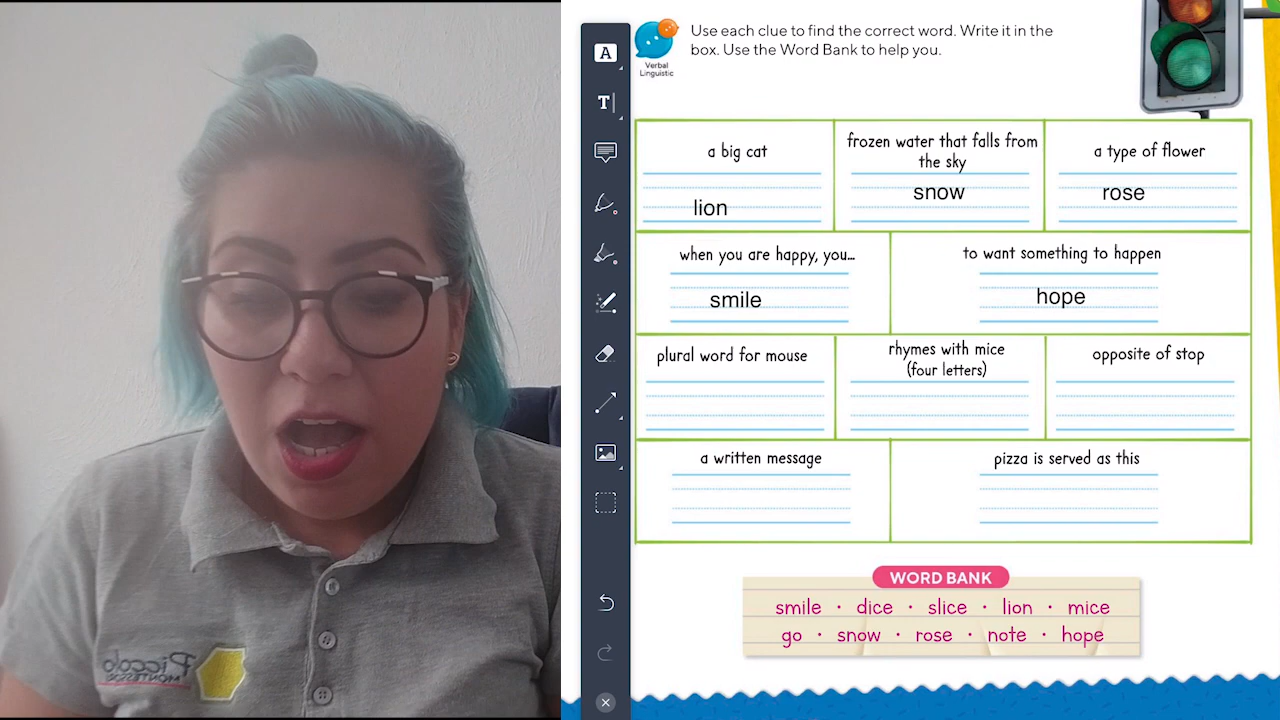 Use each clue to find the correct word. Write it in the
box. Use the Word Bank to help you.
Verbal
Linguistic
A
T
a big cat
lion
frozen water that falls from
the sky
snow
a type of flower
rose
when you are happy, you...
smile
to want something to happen
hope
plural word for mouse
rhymes with mice
(four letters)
opposite of stop
a written message
pizza is served as this
WORD BANK
smile · dice · slice · lion · mice
go · snow · rose · note · hope
Piccolo
MONTESSORI